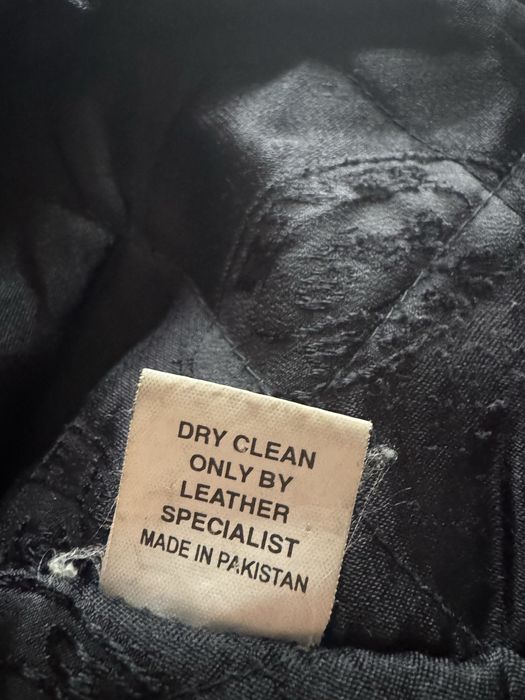 DRY CLEAN
ONLY BY
LEATHER
SPECIALIST
MADE IN PAKISTAN